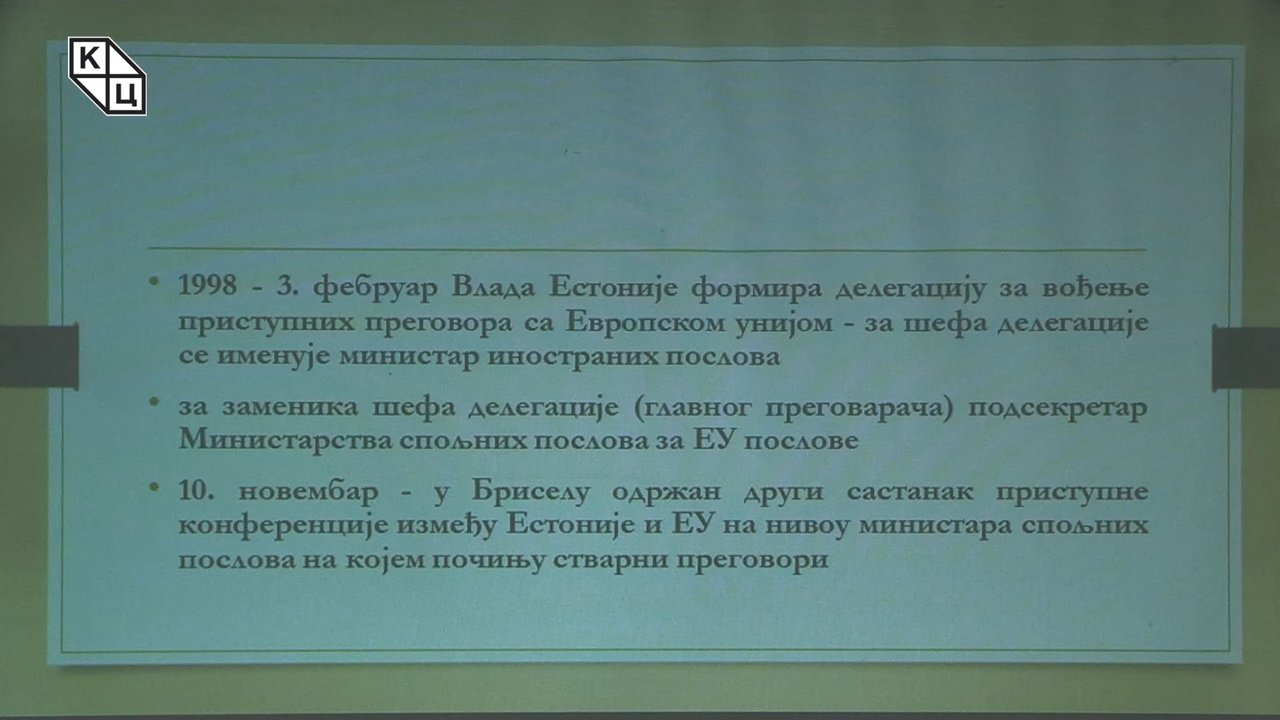 К
Ц
• 1998 - 3. фебруар Влада Естоније формира делегацију за вођење
приступних преговора са Европском унијом - за шефа делегације
се именује министар иностраних послова
• за заменика шефа делегације (главног преговарача) подсекретар
Министарства спољних послова за ЕУ послове
• 10. новембар - у Бриселу одржан други састанак приступне
конференције између Естоније и ЕУ на нивоу министара спољних
послова на којем почињу стварни преговори